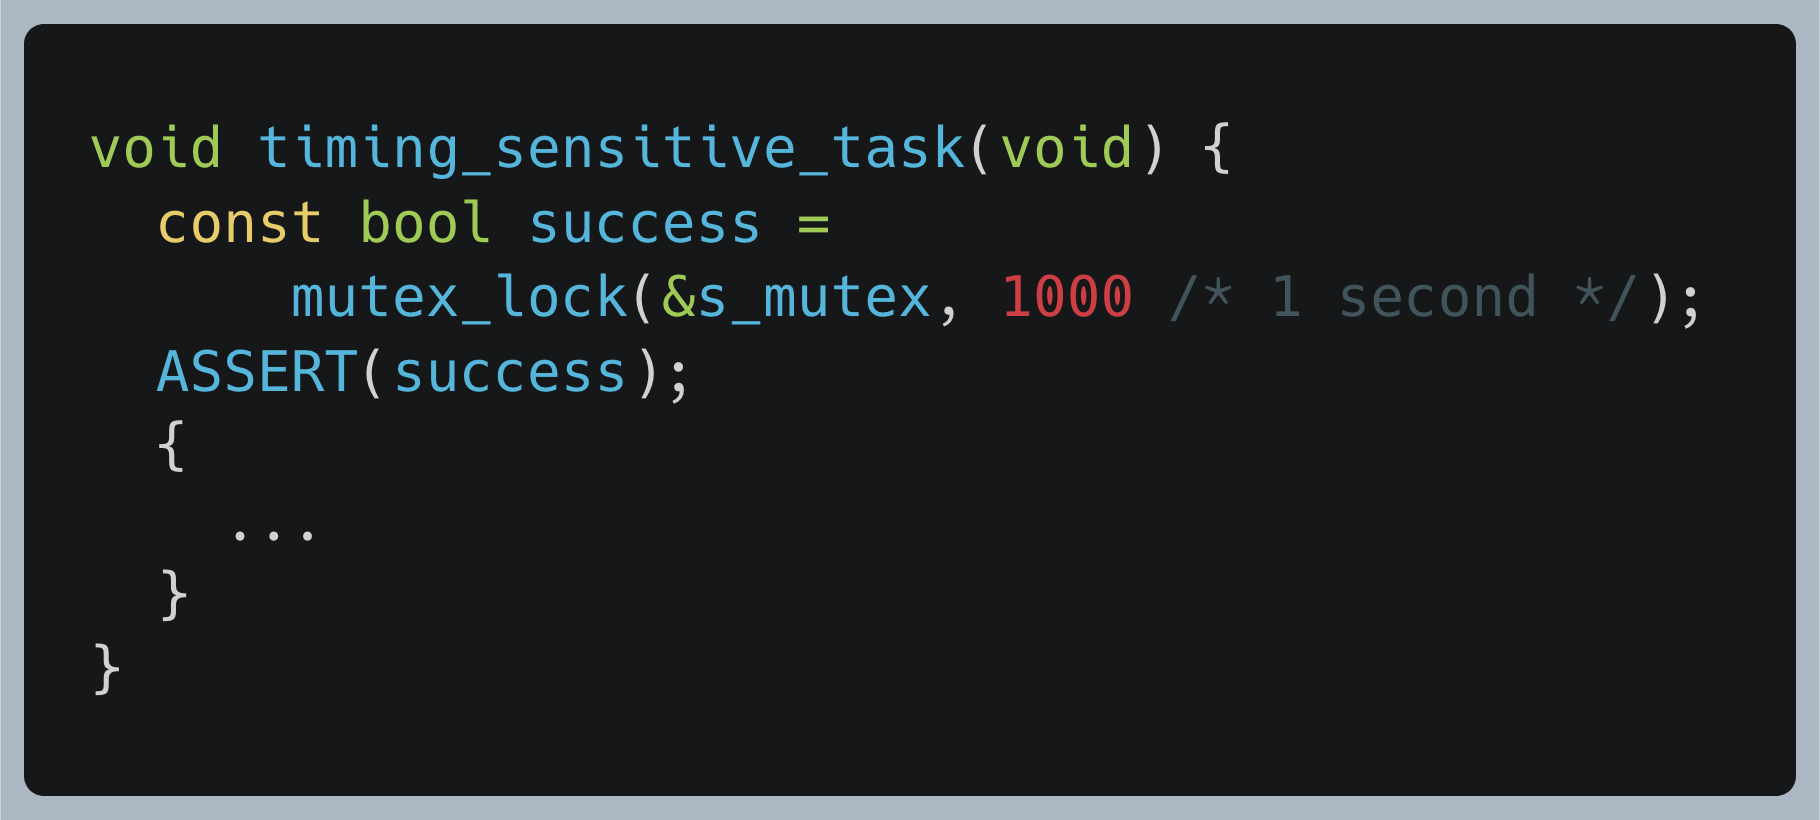 void timing_sensitive_task(void) {
  const bool success =
      mutex_lock(&s_mutex, 1000 /* 1 second */);
  ASSERT(success);
  {
    ...
  }
}